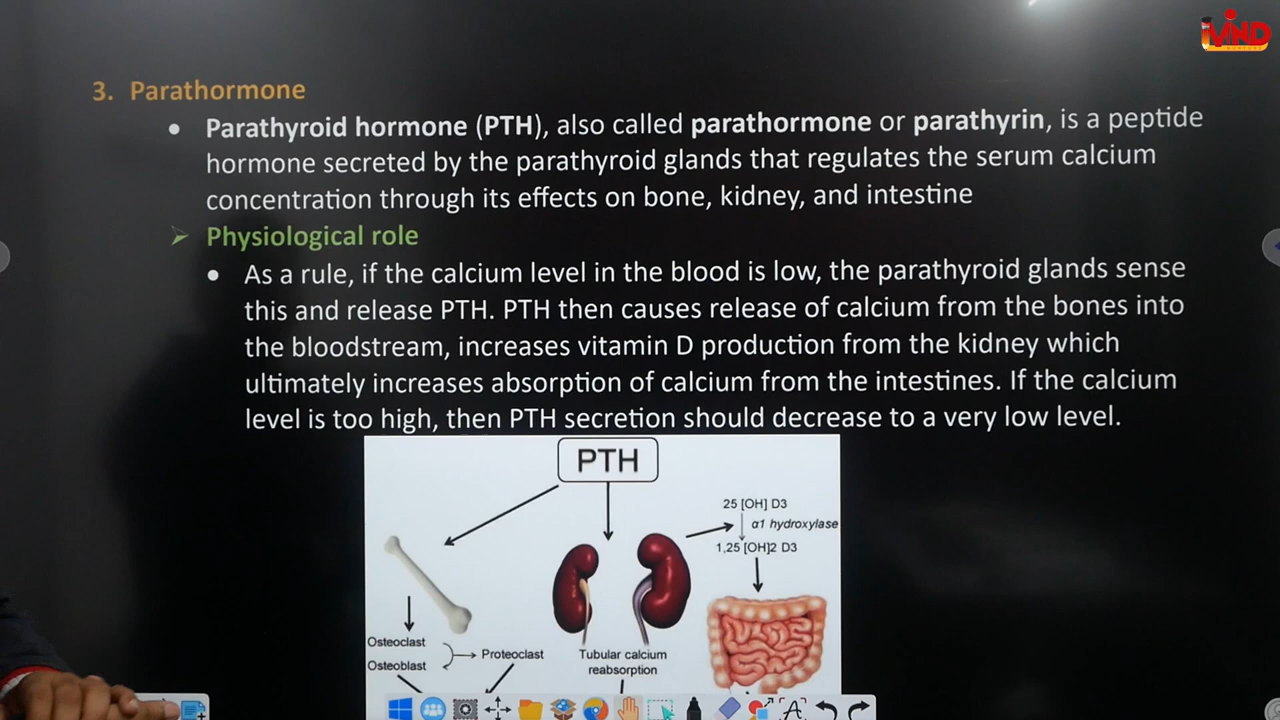 iMIND
3. Parathormone
• Parathyroid hormone (PTH), also called parathormone or parathyrin, is a peptide
hormone secreted by the parathyroid glands that regulates the serum calcium
concentration through its effects on bone, kidney, and intestine
➢ Physiological role
• As a rule, if the calcium level in the blood is low, the parathyroid glands sense
this and release PTH. PTH then causes release of calcium from the bones into
the bloodstream, increases vitamin D production from the kidney which
ultimately increases absorption of calcium from the intestines. If the calcium
level is too high, then PTH secretion should decrease to a very low level.
PTH
25 [OH] D3
α1 hydroxylase
1,25 [OH]2 D3
Osteoclast
Osteoblast
Proteoclast
Tubular calcium
reabsorption